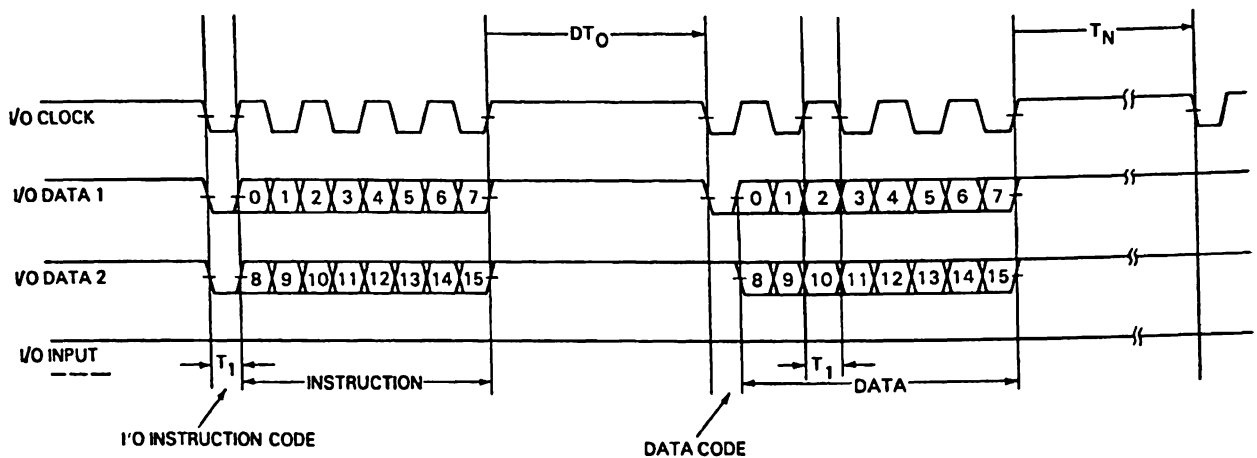 DT0 TN
I/O CLOCK
I/O DATA 1 0 1 2 3 4 5 6 7 0 1 2 3 4 5 6 7
I/O DATA 2 8 9 10 11 12 13 14 15 8 9 10 11 12 13 14 15
I/O INPUT
T1 INSTRUCTION T1 DATA
I'O INSTRUCTION CODE DATA CODE